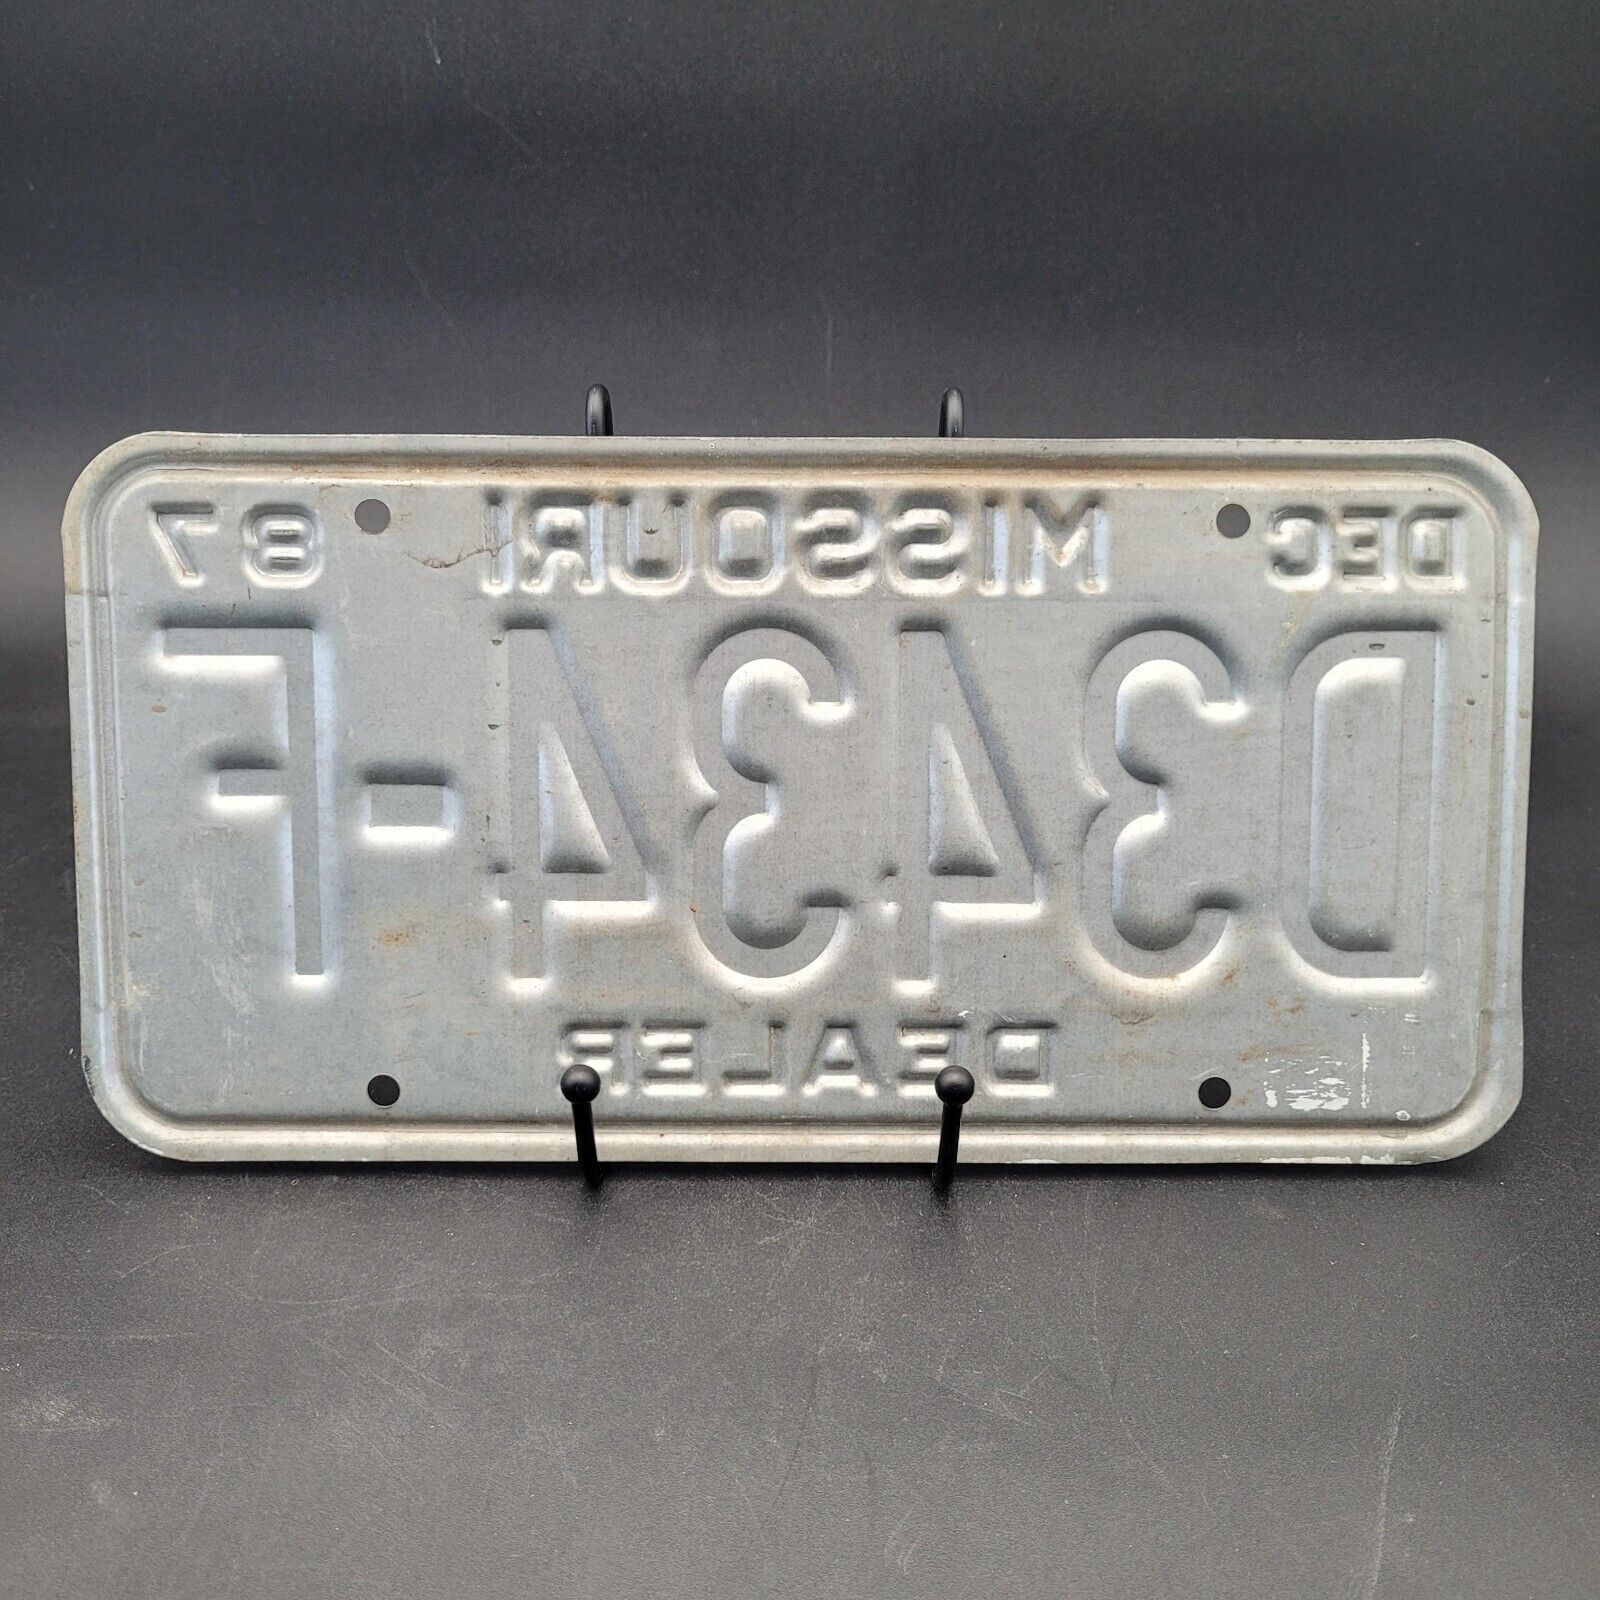 DEC MISSOURI 87
D3434-F
DEALER